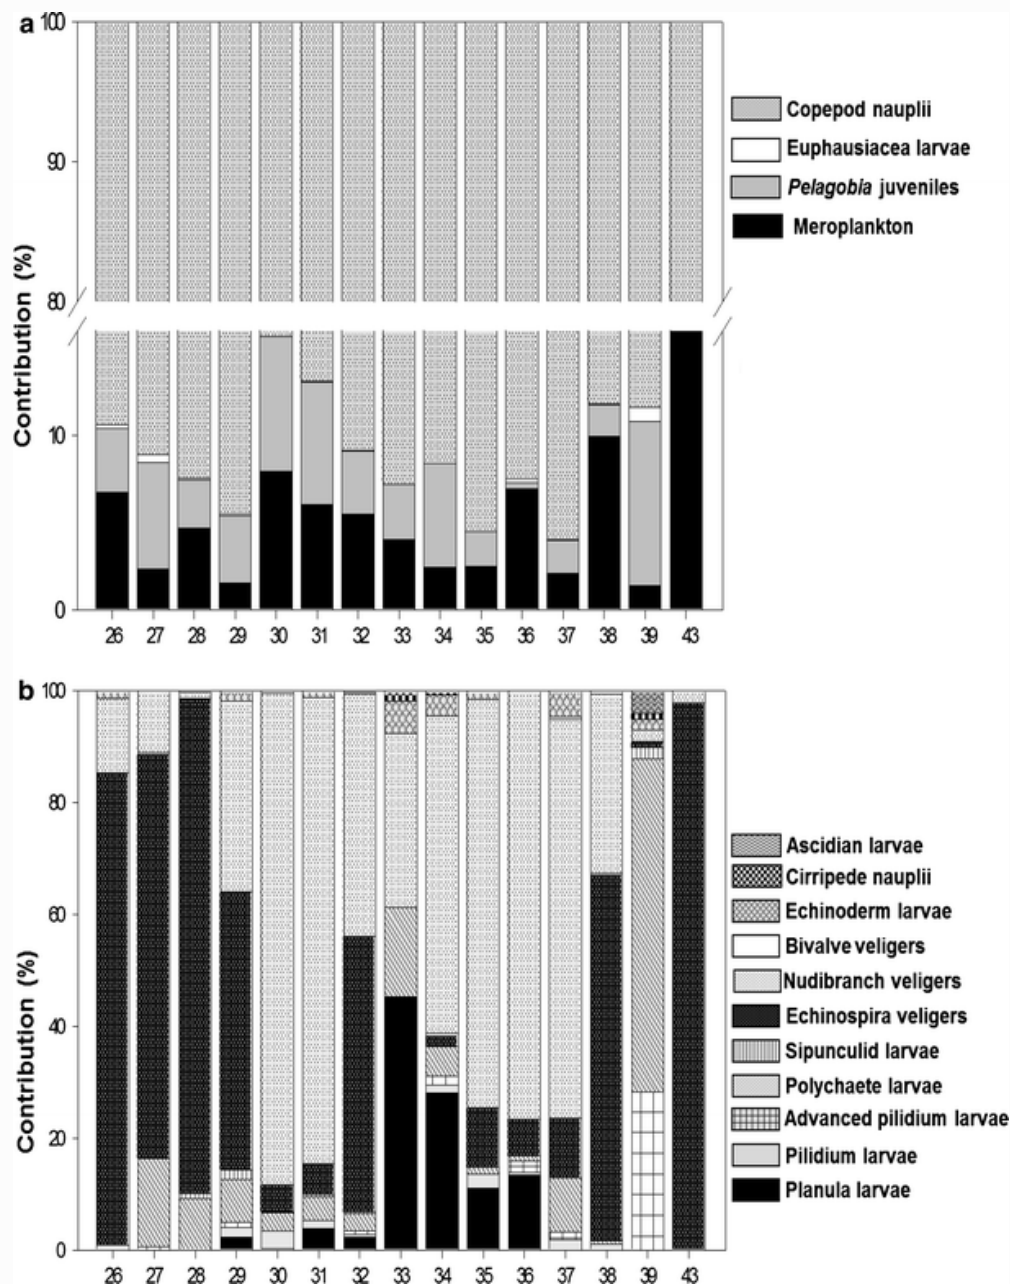 a
100
90
80
10
0
Contribution (%)
Copepod nauplii
Euphausiacea larvae
Pelagobia juveniles
Meroplankton
26 27 28 29 30 31 32 33 34 35 36 37 38 39 43
b
100
80
60
40
20
0
Contribution (%)
Ascidian larvae
Cirripede nauplii
Echinoderm larvae
Bivalve veligers
Nudibranch veligers
Echinospira veligers
Sipunculid larvae
Polychaete larvae
Advanced pilidium larvae
Pilidium larvae
Planula larvae
26 27 28 29 30 31 32 33 34 35 36 37 38 39 43